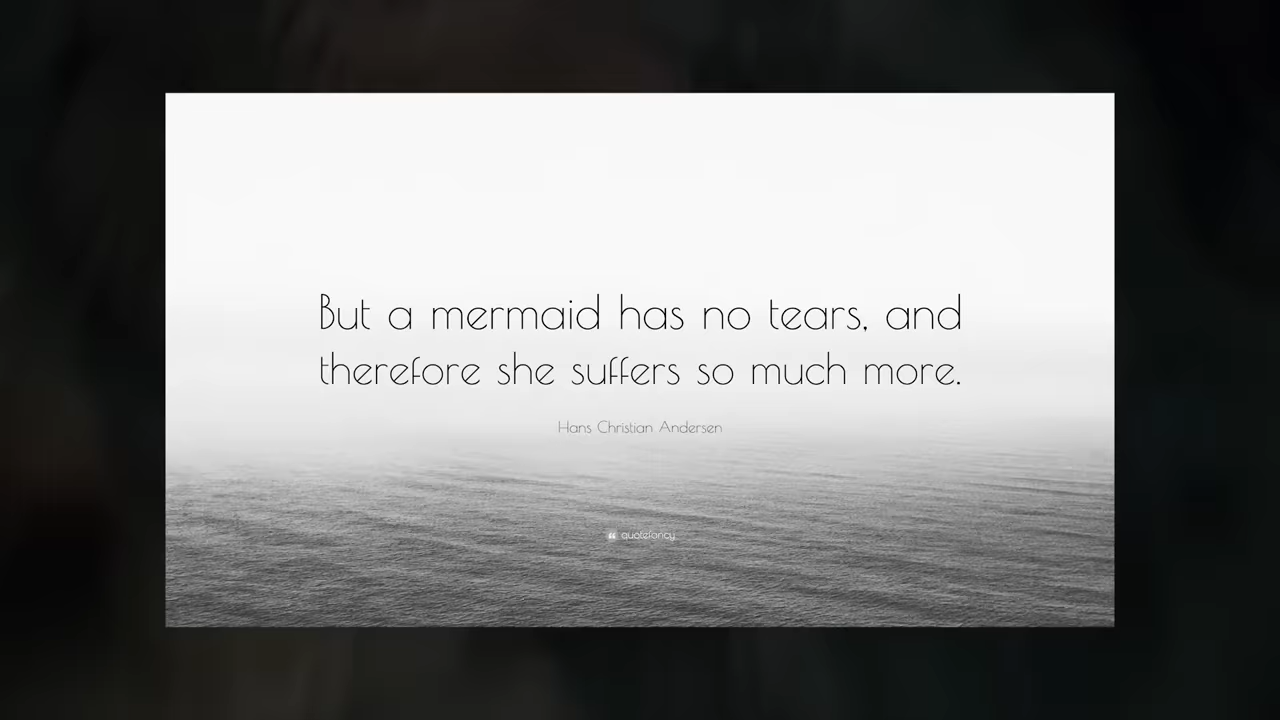 But a mermaid has no tears, and
therefore she suffers so much more.
Hans Christian Andersen
quotefancy